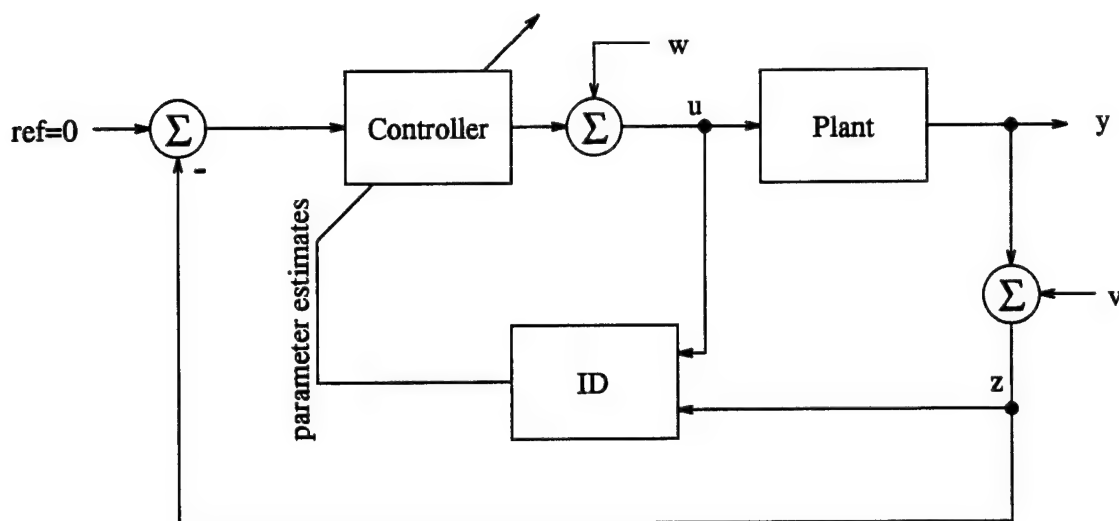 w
u
y
ref=0
Σ
Controller
Σ
Plant
-
parameter estimates
Σ
v
ID
z